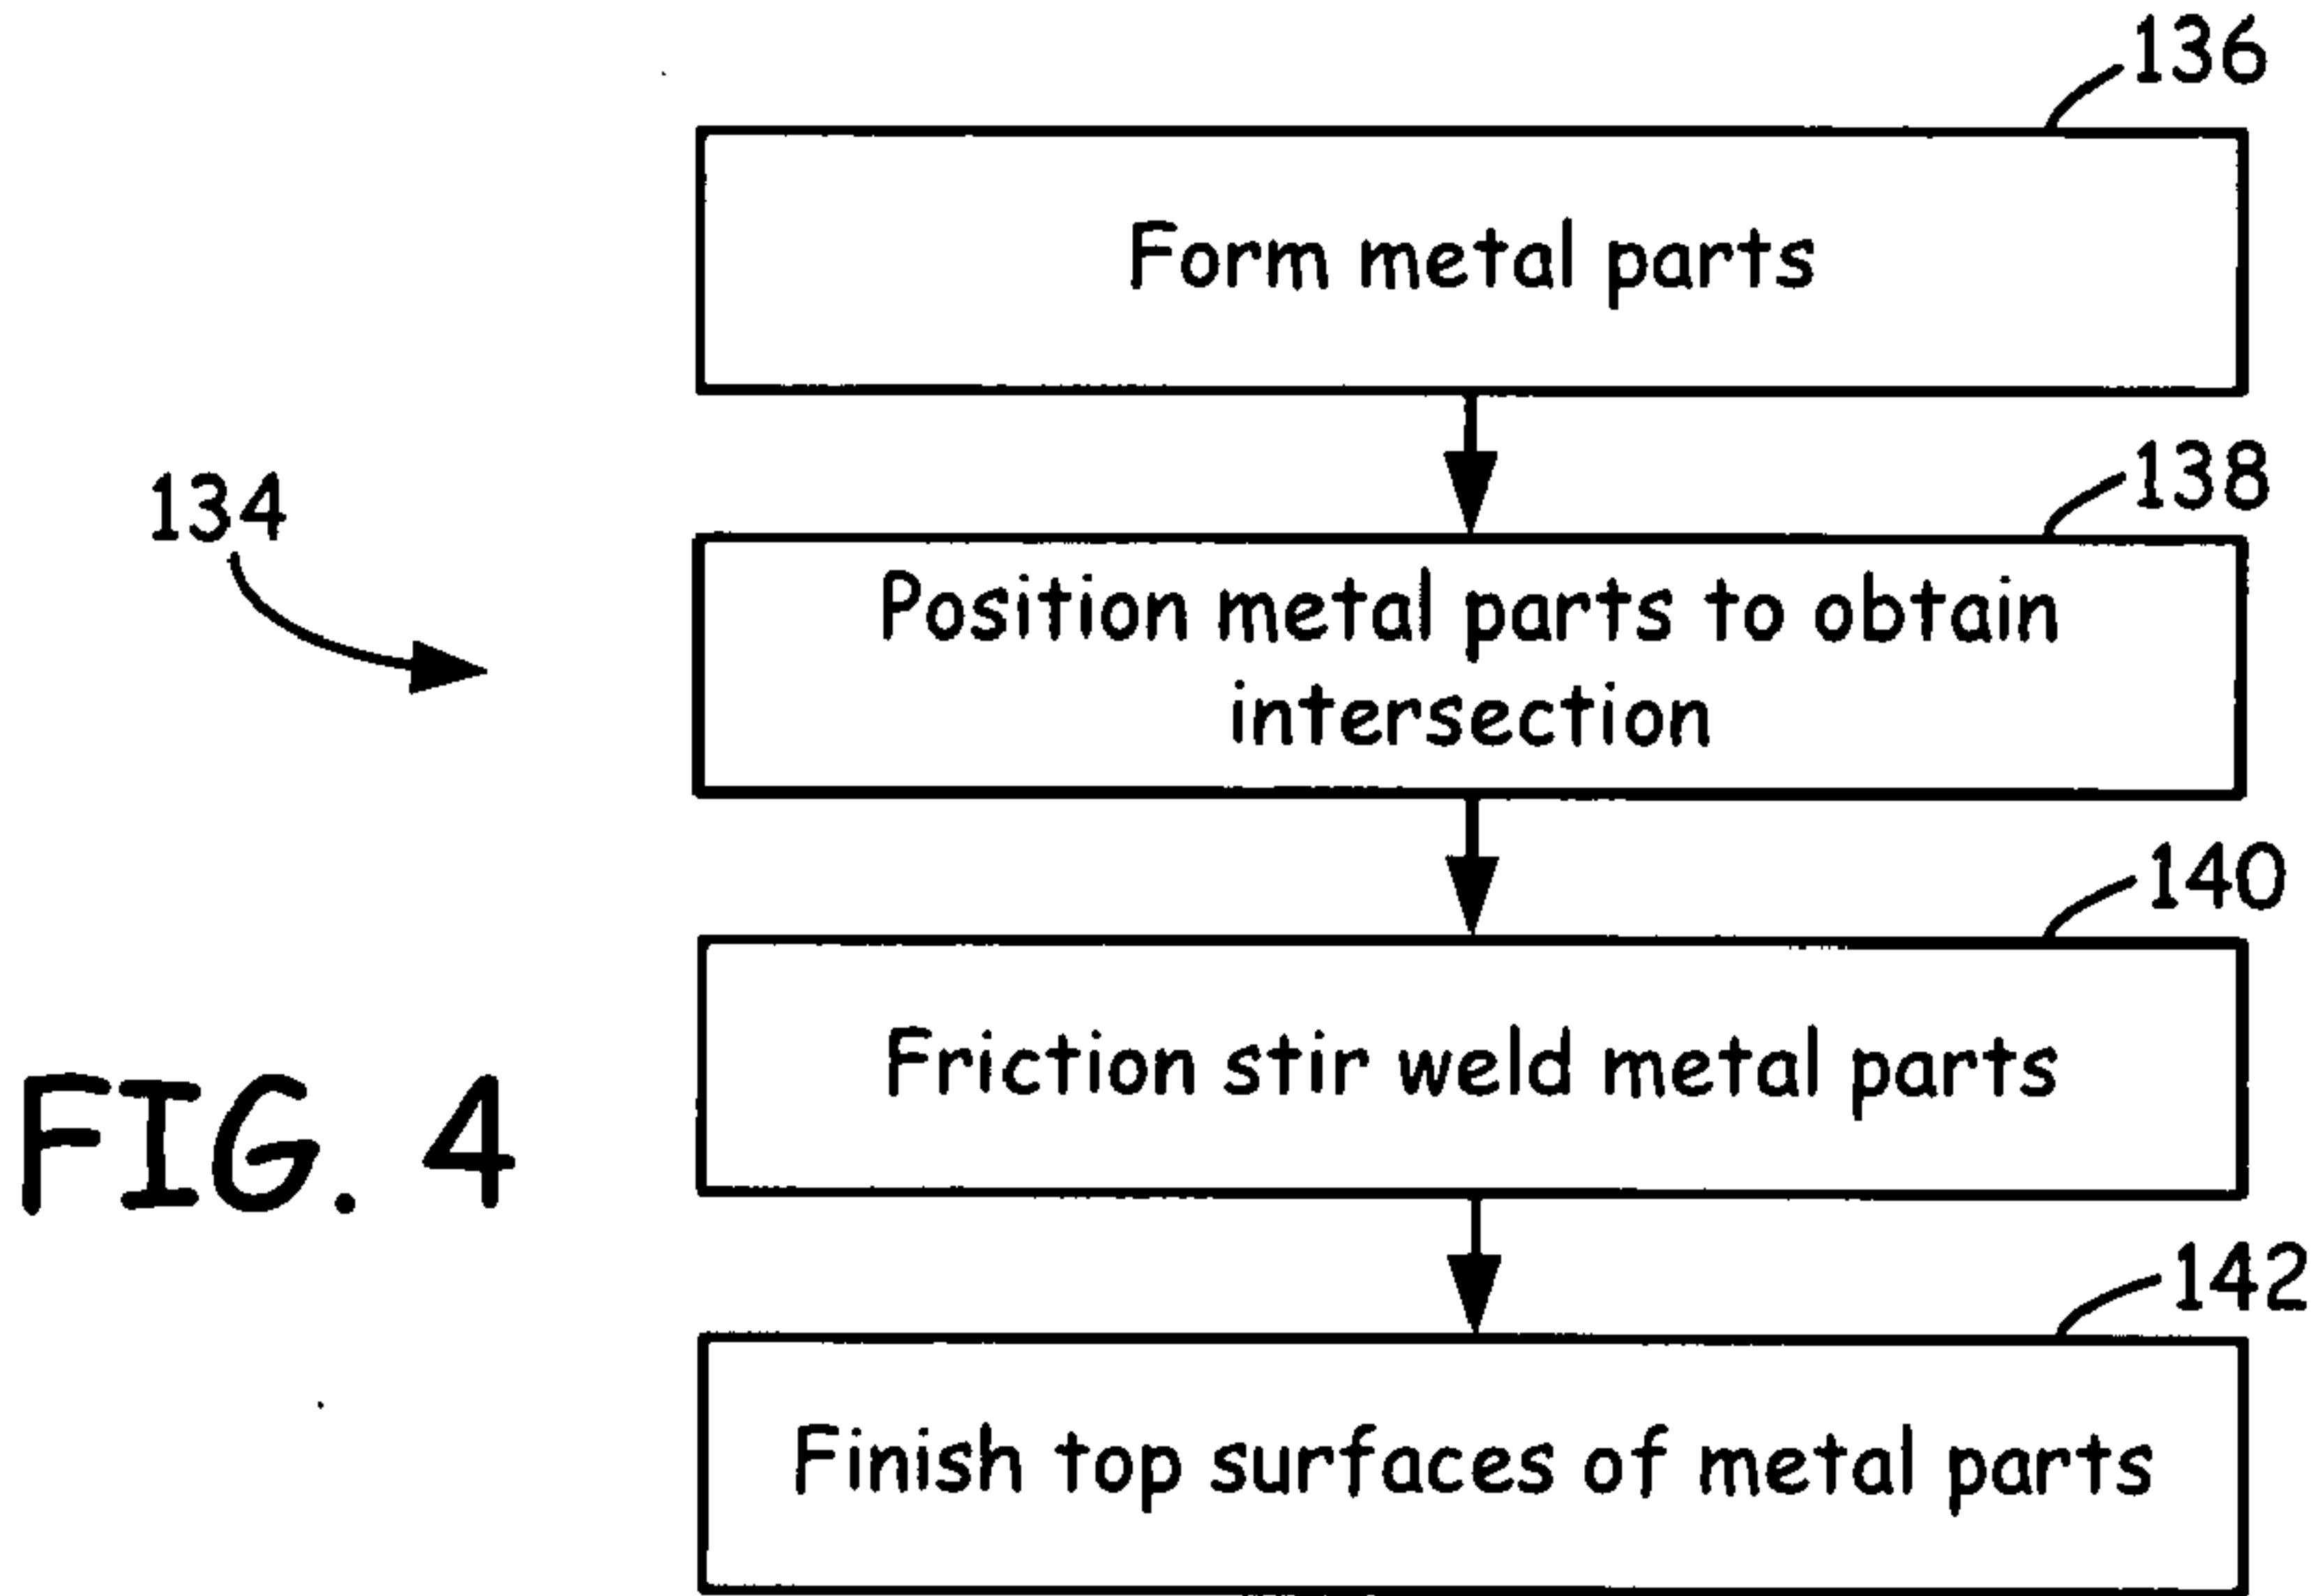 136
Form metal parts
134
138
Position metal parts to obtain
intersection
140
Friction stir weld metal parts
FIG. 4
142
Finish top surfaces of metal parts